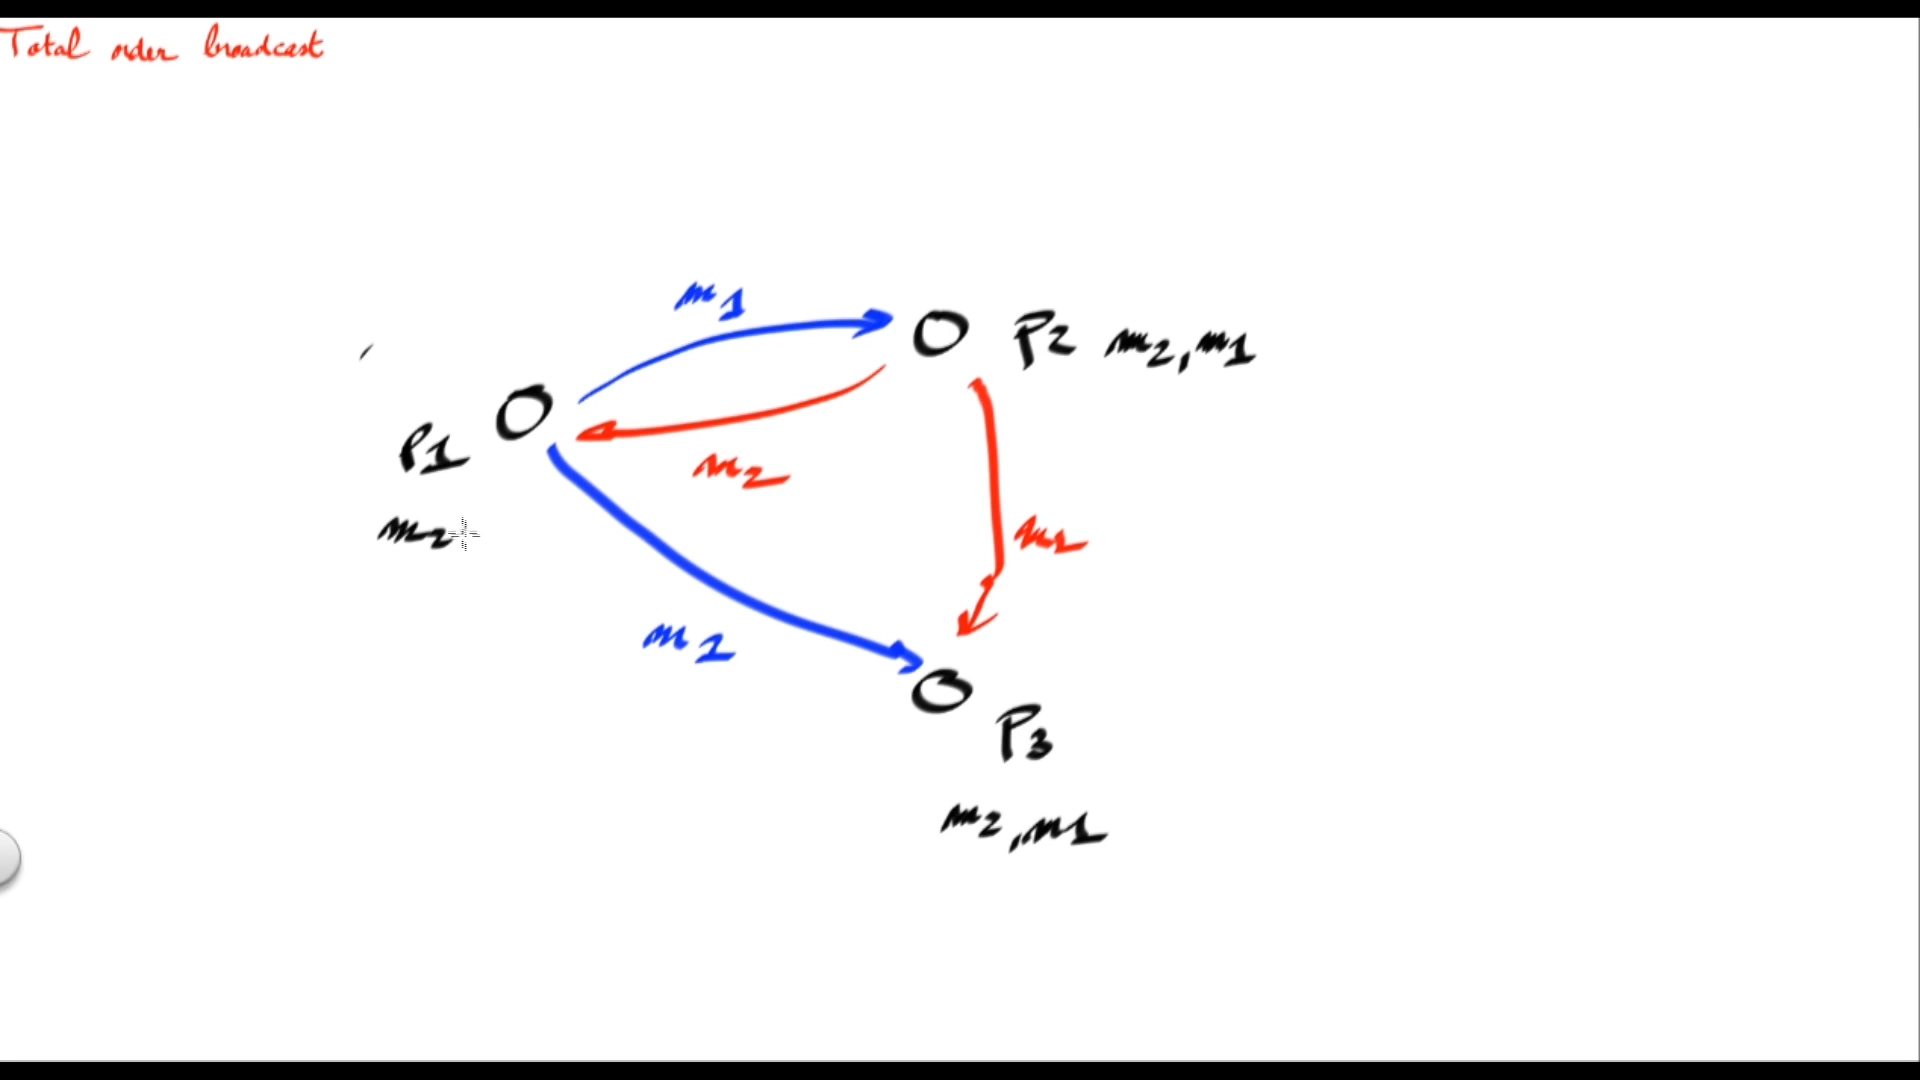 Total order broadcast
m1
P2 m2, m1
P1
m2
m2
m2
m1
P3
m2, m1